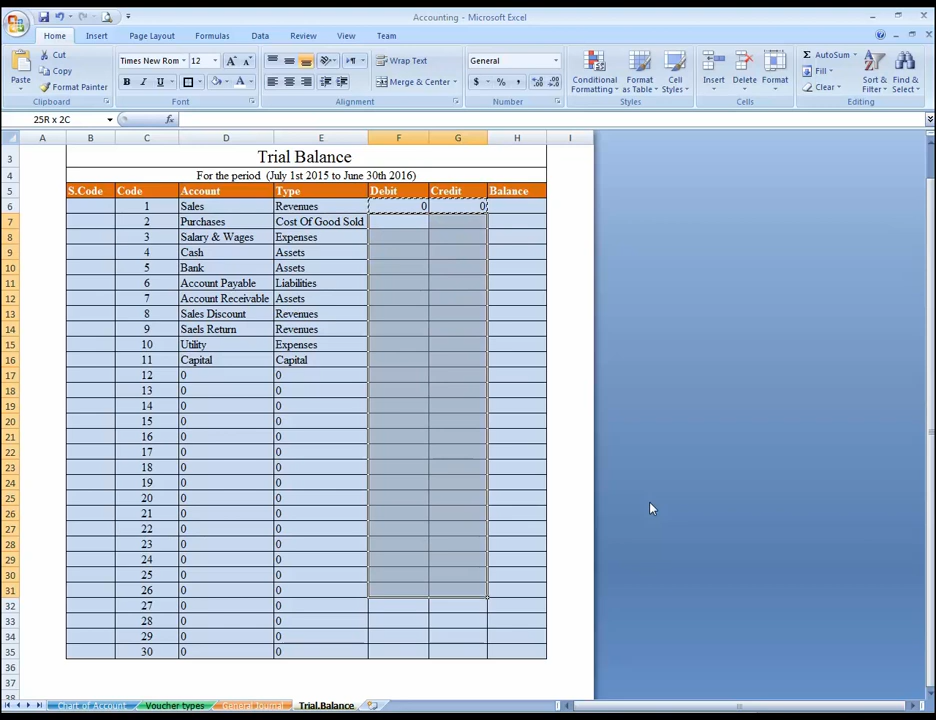 Accounting - Microsoft Excel
Home Insert Page Layout Formulas Data Review View Team
Paste Cut Copy Format Painter Clipboard
Times New Rom 12 A A B I U A Font
Wrap Text Merge & Center Alignment
General $ % , Number
Conditional Formatting Format as Table Cell Styles Styles
Insert Delete Format Cells
Σ AutoSum Fill Clear Sort & Filter Find & Select Editing
25R x 2C fx
A B C D E F G H I
3 Trial Balance
4 For the period (July 1st 2015 to June 30th 2016)
5 S.Code Code Account Type Debit Credit Balance
6 1 Sales Revenues 0 0
7 2 Purchases Cost Of Good Sold
8 3 Salary & Wages Expenses
9 4 Cash Assets
10 5 Bank Assets
11 6 Account Payable Liabilities
12 7 Account Receivable Assets
13 8 Sales Discount Revenues
14 9 Saels Return Revenues
15 10 Utility Expenses
16 11 Capital Capital
17 12 0 0
18 13 0 0
19 14 0 0
20 15 0 0
21 16 0 0
22 17 0 0
23 18 0 0
24 19 0 0
25 20 0 0
26 21 0 0
27 22 0 0
28 23 0 0
29 24 0 0
30 25 0 0
31 26 0 0
32 27 0 0
33 28 0 0
34 29 0 0
35 30 0 0
36
37
38
Chart of Account Voucher types General Journal Trial.Balance